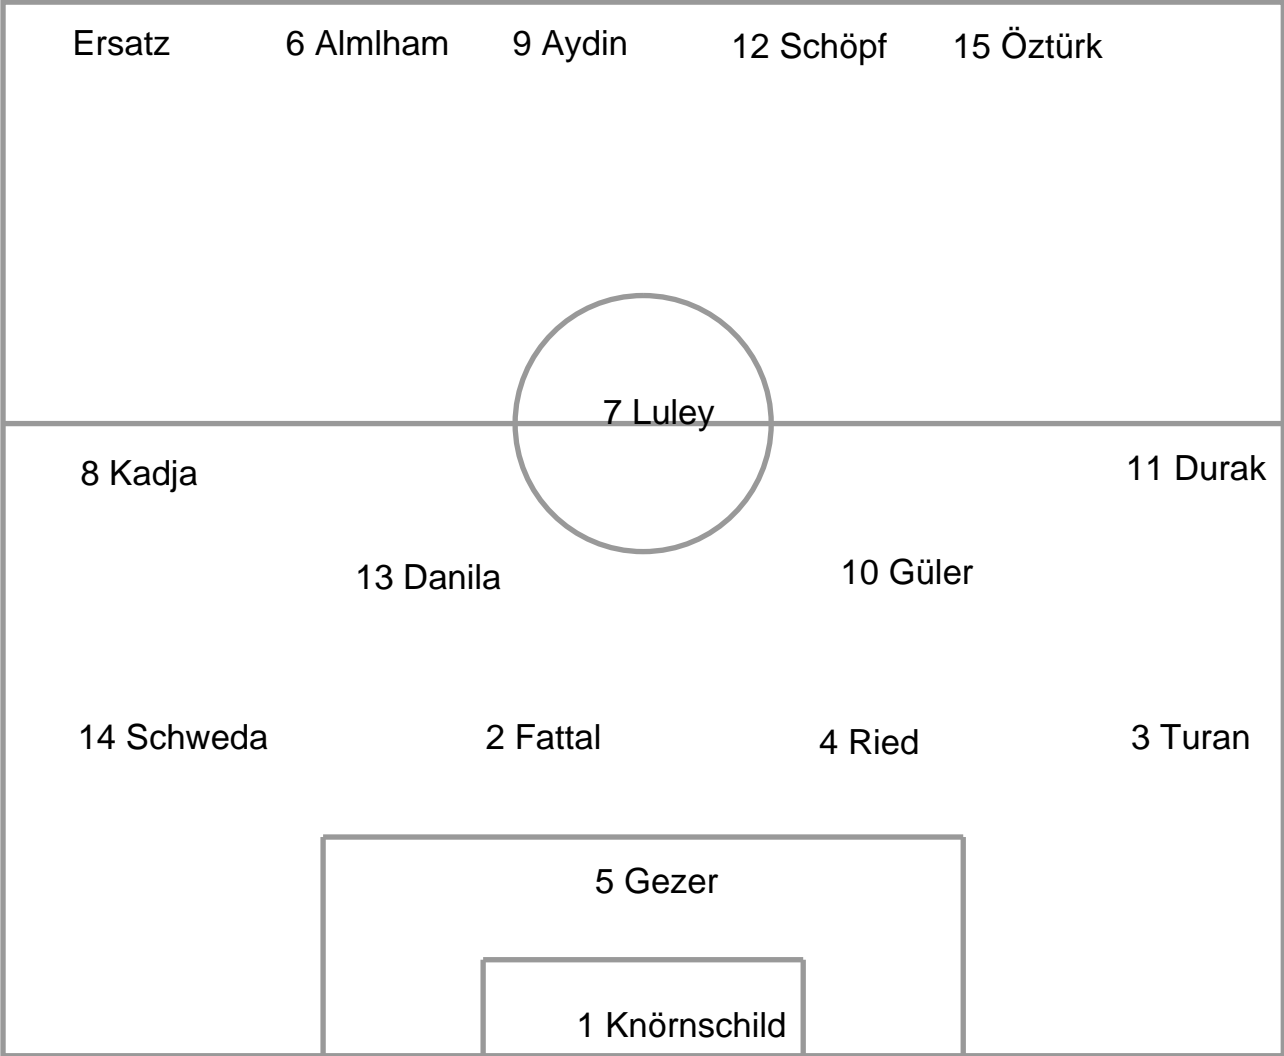 Ersatz 6 Almlham 9 Aydin 12 Schöpf 15 Öztürk
7 Luley
8 Kadja 11 Durak
13 Danila 10 Güler
14 Schweda 2 Fattal 4 Ried 3 Turan
5 Gezer
1 Knörnschild